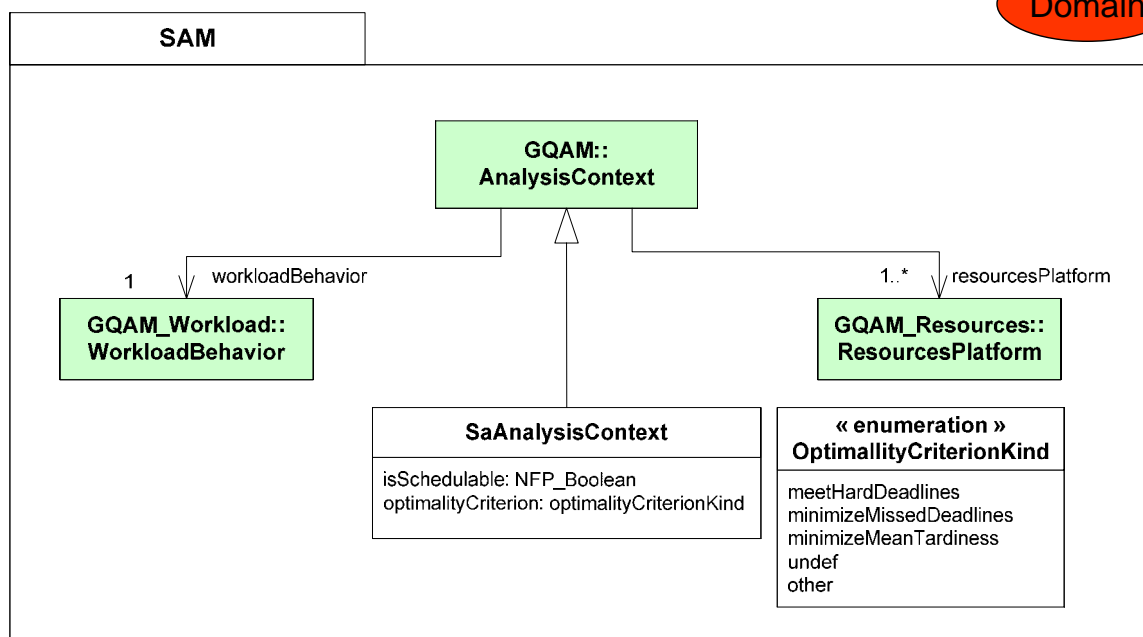 Domain
SAM
GQAM::
AnalysisContext
1
workloadBehavior
1..*
resourcesPlatform
GQAM_Workload::
WorkloadBehavior
GQAM_Resources::
ResourcesPlatform
SaAnalysisContext
isSchedulable: NFP_Boolean
optimalityCriterion: optimalityCriterionKind
« enumeration »
OptimallityCriterionKind
meetHardDeadlines
minimizeMissedDeadlines
minimizeMeanTardiness
undef
other